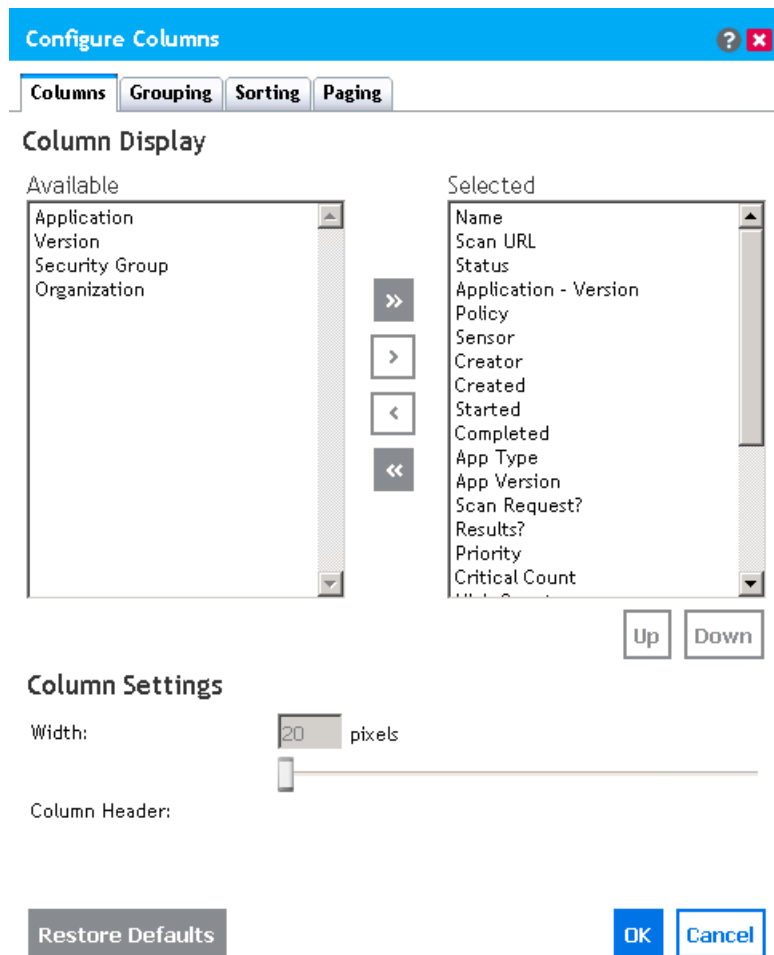 Configure Columns
?
Columns Grouping Sorting Paging
Column Display
Available
Application
Version
Security Group
Organization
Selected
Name
Scan URL
Status
Application - Version
Policy
Sensor
Creator
Created
Started
Completed
App Type
App Version
Scan Request?
Results?
Priority
Critical Count
Up Down
Column Settings
Width: 20 pixels
Column Header:
Restore Defaults OK Cancel